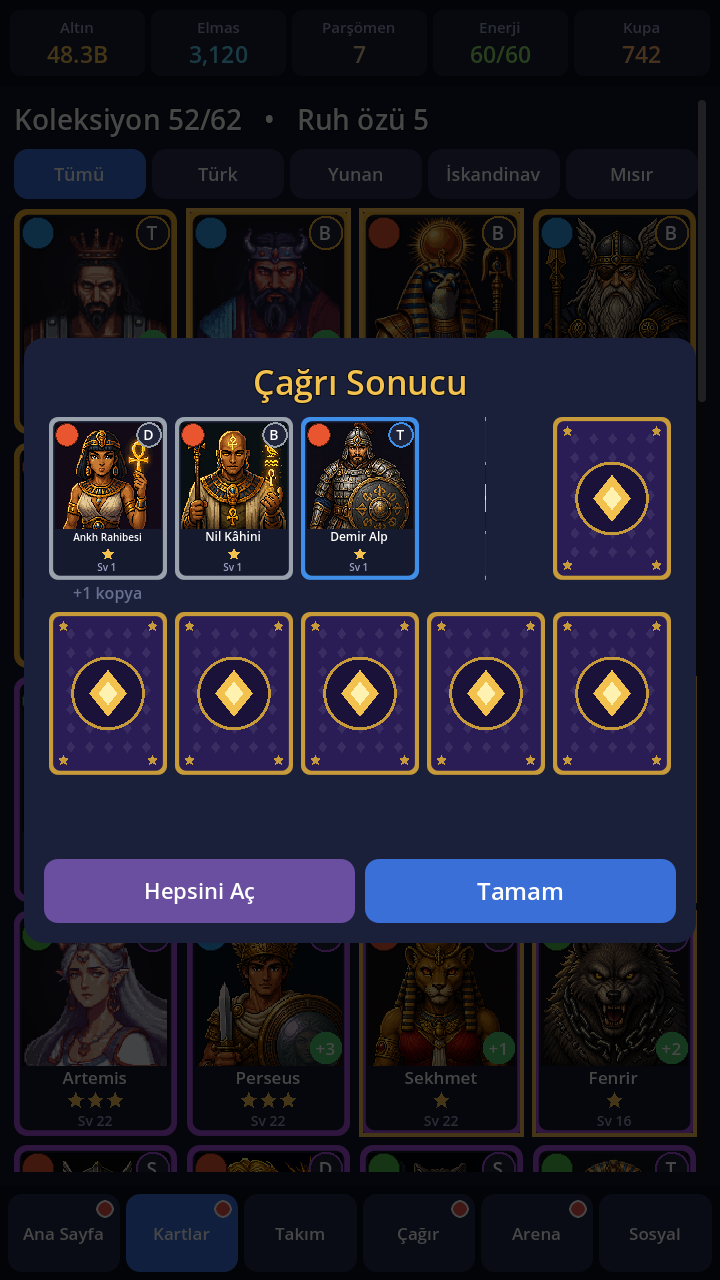 Altın Elmas Parşömen Enerji Kupa
48.3B 3,120 7 60/60 742
Koleksiyon 52/62 • Ruh özü 5
Tümü Türk Yunan İskandinav Mısır
T B B B
Çağrı Sonucu
D B T
Ankh Rahibesi Nil Kâhini Demir Alp
Sv 1 Sv 1 Sv 1
+1 kopya
Hepsini Aç Tamam
+3 +1 +2
Artemis Perseus Sekhmet Fenrir
Sv 22 Sv 22 Sv 22 Sv 16
S D S T
Ana Sayfa Kartlar Takım Çağır Arena Sosyal